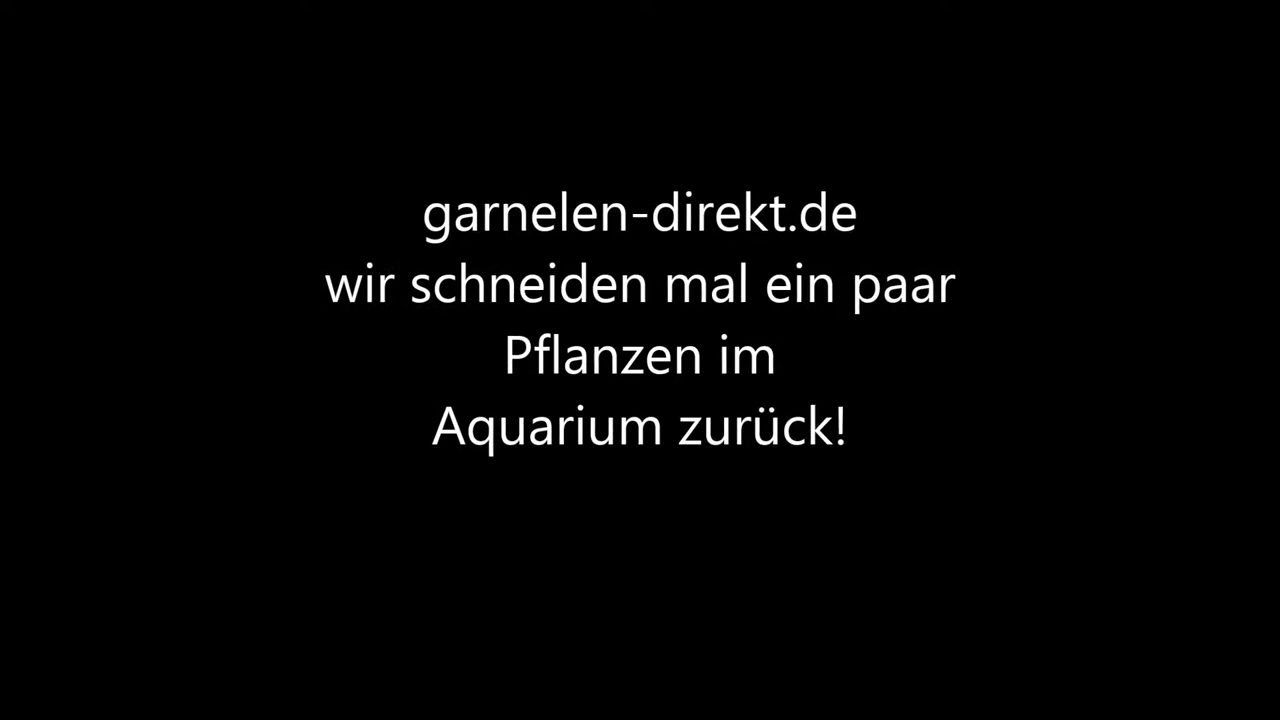 garnelen-direkt.de
wir schneiden mal ein paar
Pflanzen im
Aquarium zurück!